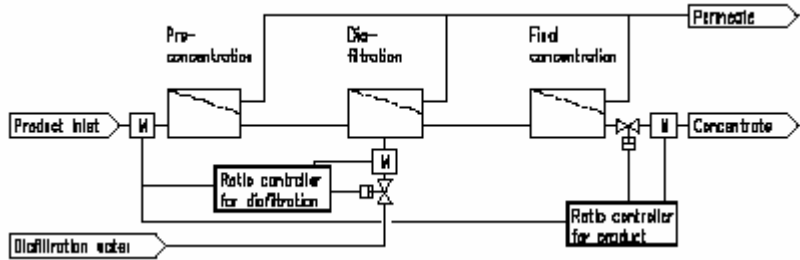 Permeate
Pre-
concentration
Dia-
filtration
Final
concentration
Product inlet
M
M
Concentrate
M
Ratio controller
for diafiltration
Ratio controller
for product
Diafiltration water